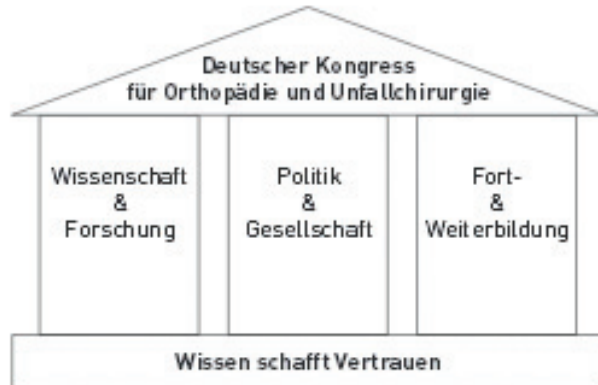 Deutscher Kongress
für Orthopädie und Unfallchirurgie
Wissenschaft
&
Forschung
Politik
&
Gesellschaft
Fort-
&
Weiterbildung
Wissen schafft Vertrauen